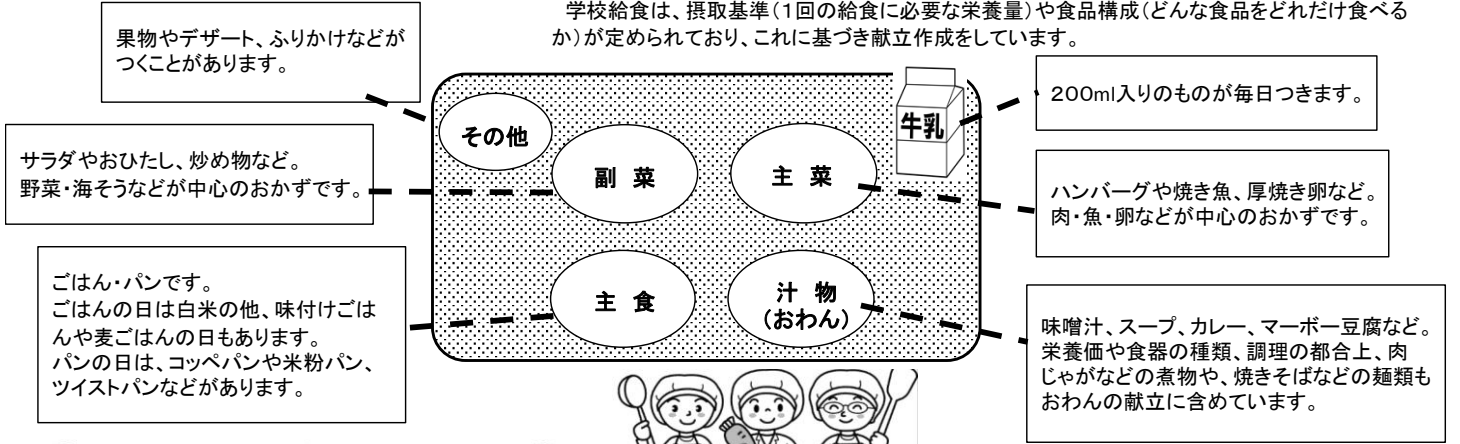 学校給食は、摂取基準(1回の給食に必要な栄養量)や食品構成(どんな食品をどれだけ食べる
か)が定められており、これに基づき献立作成をしています。
果物やデザート、ふりかけなどが
つくことがあります。
200ml入りのものが毎日つきます。
牛乳
その他
副 菜
主 菜
サラダやおひたし、炒め物など。
野菜・海そうなどが中心のおかずです。
ハンバーグや焼き魚、厚焼き卵など。
肉・魚・卵などが中心のおかずです。
ごはん・パンです。
ごはんの日は白米の他、味付けごは
んや麦ごはんの日もあります。
パンの日は、コッペパンや米粉パン、
ツイストパンなどがあります。
主 食
汁 物
(おわん)
味噌汁、スープ、カレー、マーボー豆腐など。
栄養価や食器の種類、調理の都合上、肉
じゃがなどの煮物や、焼きそばなどの麺類も
おわんの献立に含めています。